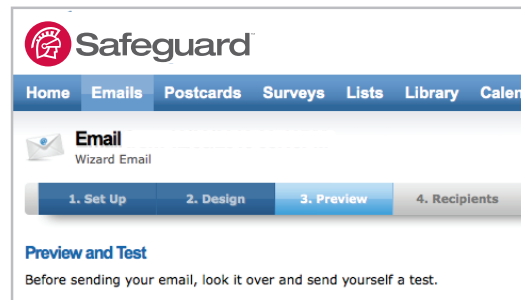 Safeguard
Home Emails Postcards Surveys Lists Library
Email
Wizard Email
1. Set Up 2. Design 3. Preview 4. Recipients
Preview and Test
Before sending your email, look it over and send yourself a test.